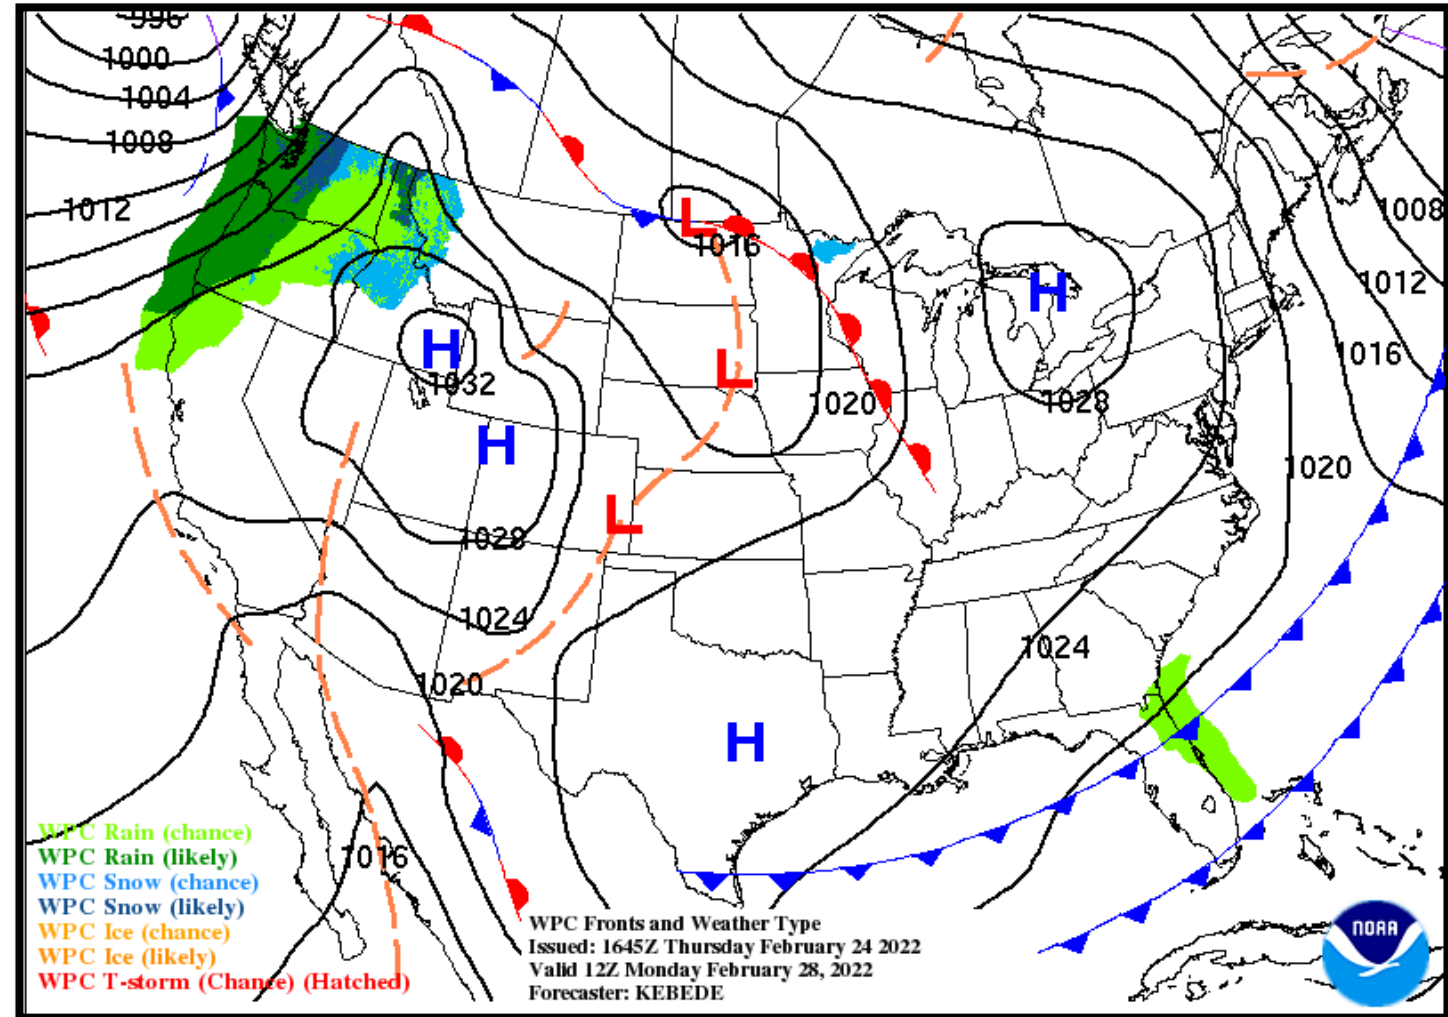 996
1000
1004
1008
1012
L
1016
H
1008
H
1012
1016
H
1032
L
1020
1028
H
1020
L
1028
1024
1024
1020
H
WPC Rain (chance)
WPC Rain (likely)
1016
WPC Snow (chance)
WPC Snow (likely)
WPC Ice (chance)
WPC Ice (likely)
WPC T-storm (Chance) (Hatched)
WPC Fronts and Weather Type
Issued: 1645Z Thursday February 24 2022
Valid 12Z Monday February 28, 2022
Forecaster: KEBEDE
NOAA